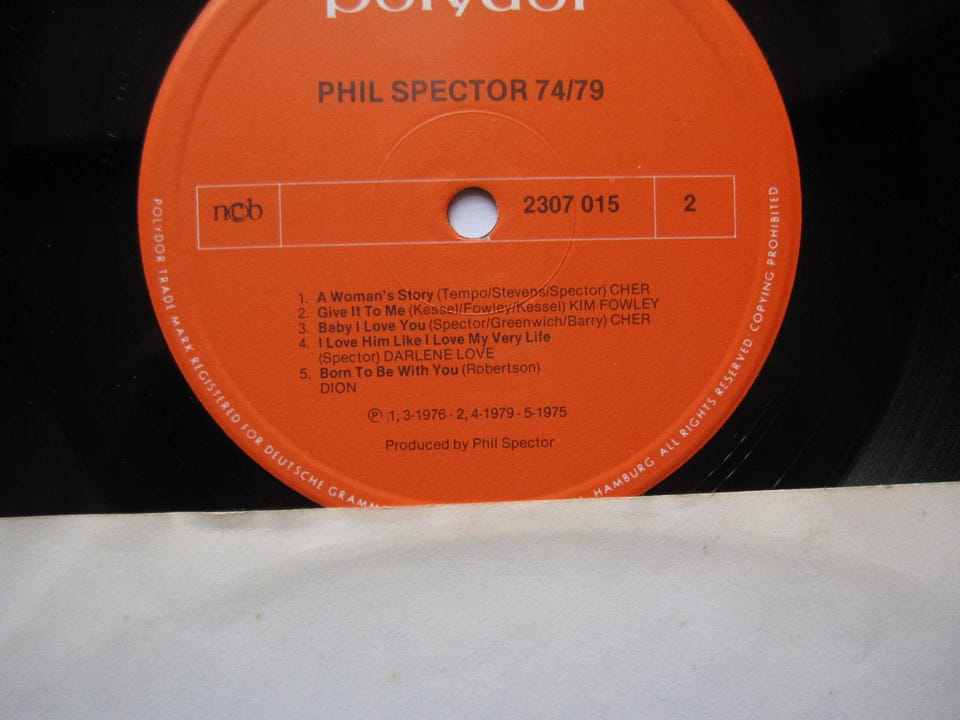 polydor
PHIL SPECTOR 74/79
ncb
2307 015
2
1. A Woman's Story (Tempo/Stevens/Spector) CHER
2. Give It To Me (Kessel/Fowley/Kessel) KIM FOWLEY
3. Baby I Love You (Spector/Greenwich/Barry) CHER
4. I Love Him Like I Love My Very Life
(Spector) DARLENE LOVE
5. Born To Be With You (Robertson)
DION
Ⓟ 1, 3-1976 - 2, 4-1979 - 5-1975
Produced by Phil Spector
POLYDOR TRADE MARK REGISTERED FOR DEUTSCHE GRAMM
HAMBURG ALL RIGHTS RESERVED·COPYING PROHIBITED